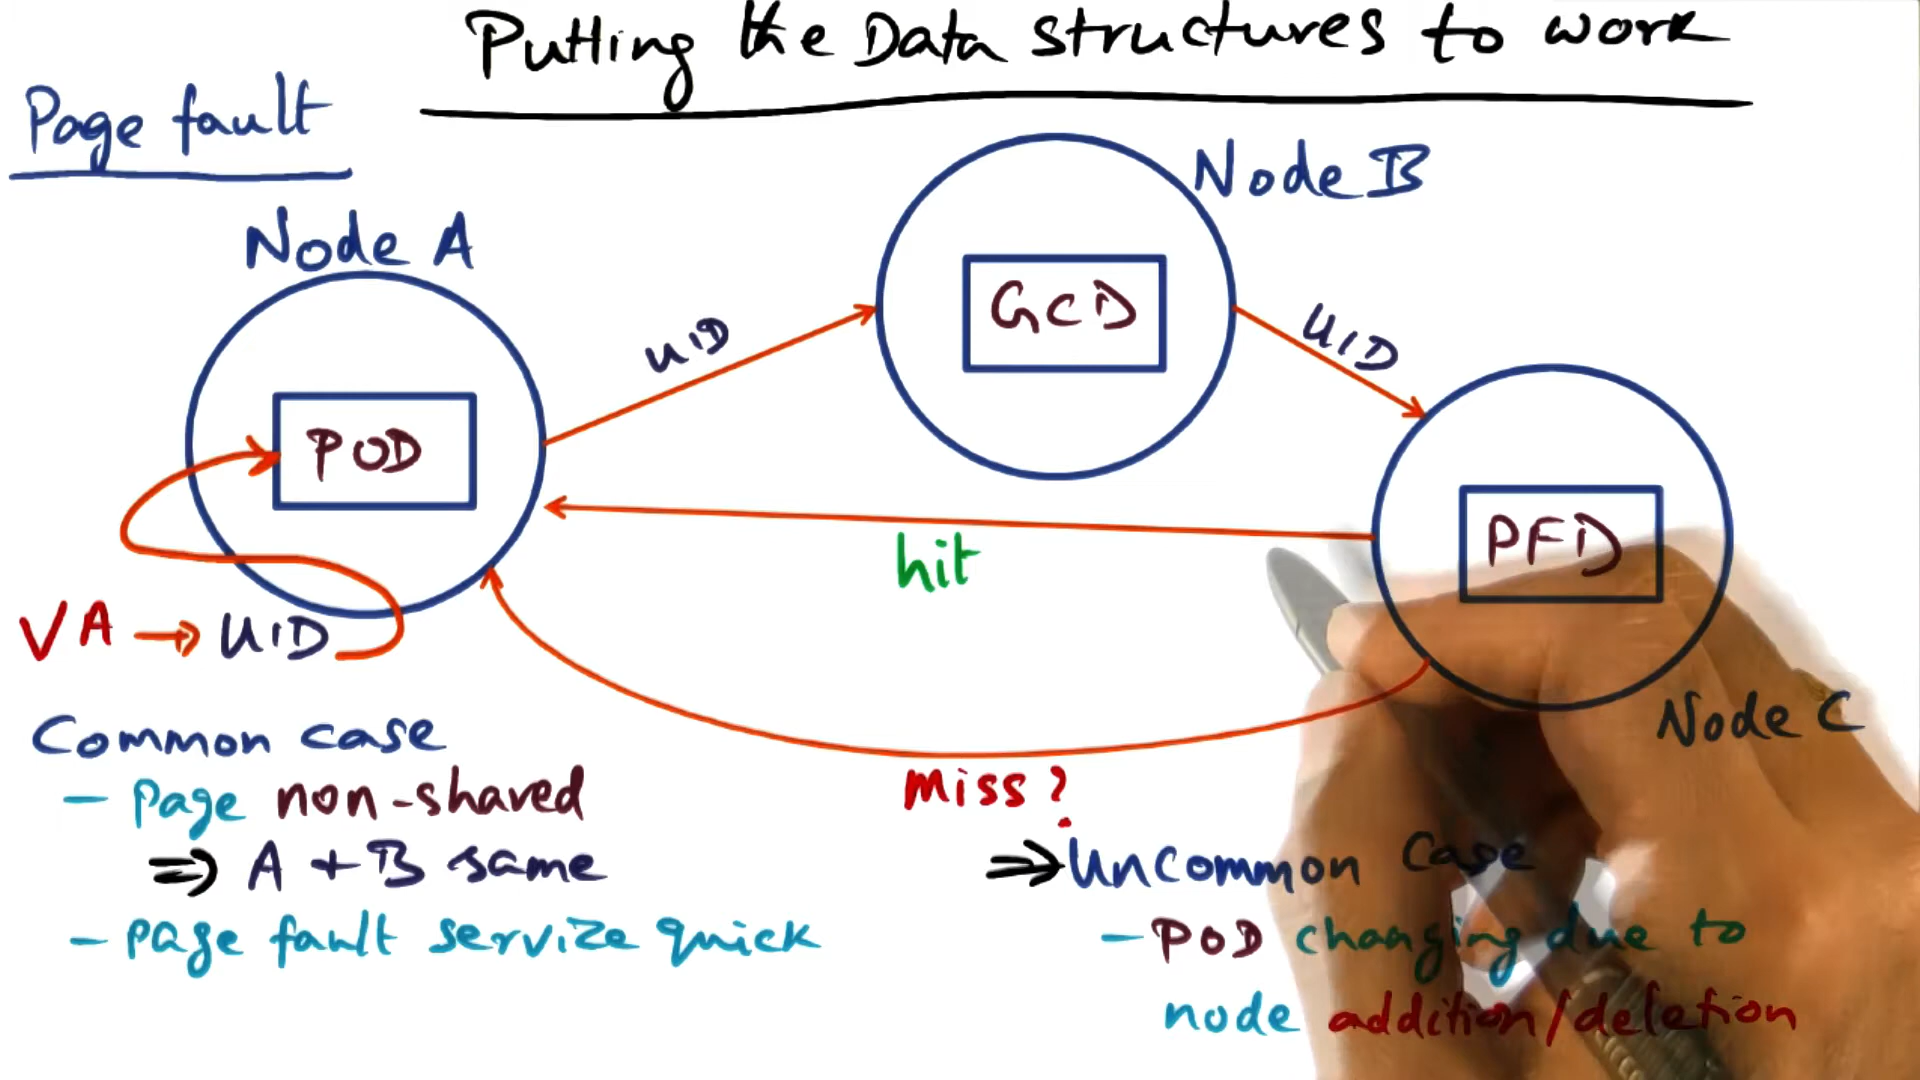 Putting the Data structures to work
Page fault
Node A
Node B
GCD
UID
UID
POD
PFD
hit
VA → UID
Node C
Common case
- Page non-shared
⇒ A + B same
- page fault service quick
Miss?
⇒ Uncommon case
- POD changing due to
node addition/deletion